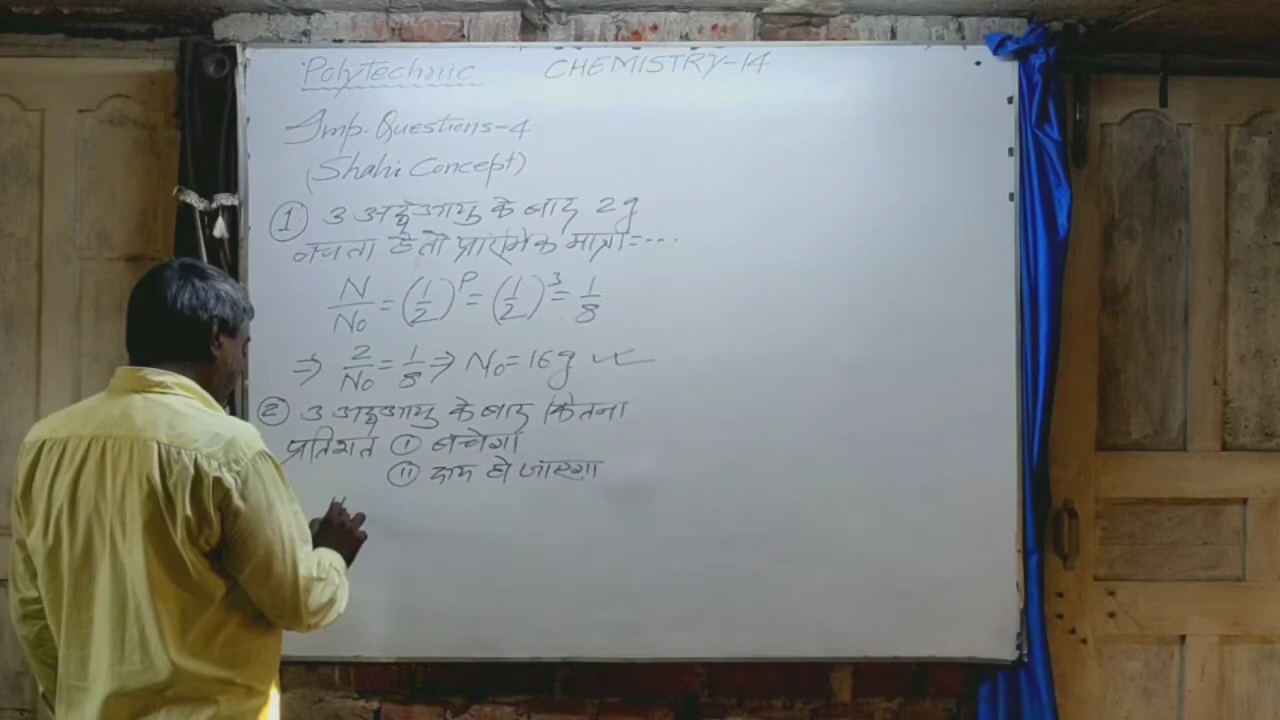 Polytechnic CHEMISTRY-14
Imp. Questions-4
(Shahi Concept)
① 3 अर्द्धआयु के बाद 2g
बचता है तो प्रारंभिक मात्रा=....
N/N₀ = (1/2)^P = (1/2)^3 = 1/8
⇒ 2/N₀ = 1/8 ⇒ N₀ = 16g ✓
② 3 अर्द्धआयु के बाद कितना
प्रतिशत ① बचेगा
② कम हो जाएगा